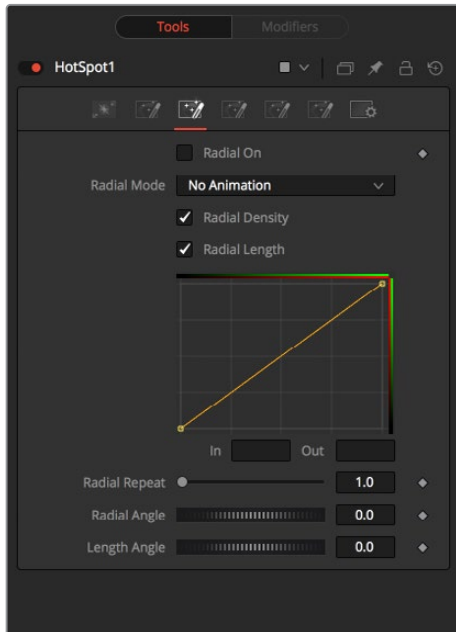 Tools Modifiers
HotSpot1
Radial On
Radial Mode No Animation
Radial Density
Radial Length
In Out
Radial Repeat 1.0
Radial Angle 0.0
Length Angle 0.0